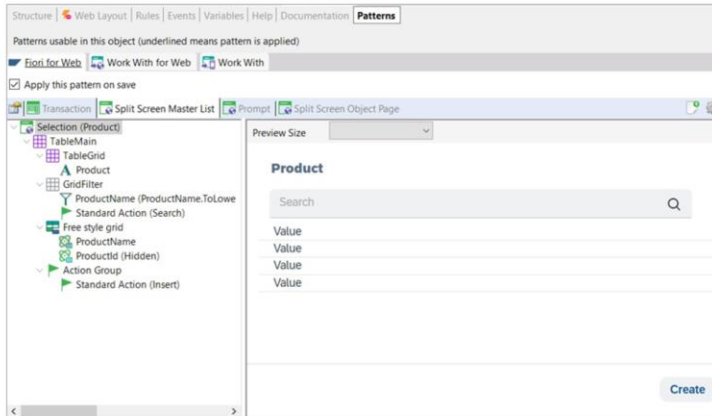 Structure | Web Layout | Rules | Events | Variables | Help | Documentation | Patterns
Patterns usable in this object (underlined means pattern is applied)
Fiori for Web Work With for Web Work With
Apply this pattern on save
Transaction Split Screen Master List Prompt Split Screen Object Page
Selection (Product)
TableMain
TableGrid
Product
GridFilter
ProductName (ProductName.ToLowe
Standard Action (Search)
Free style grid
ProductName
ProductId (Hidden)
Action Group
Standard Action (Insert)
Preview Size
Product
Search
Value
Value
Value
Value
Create